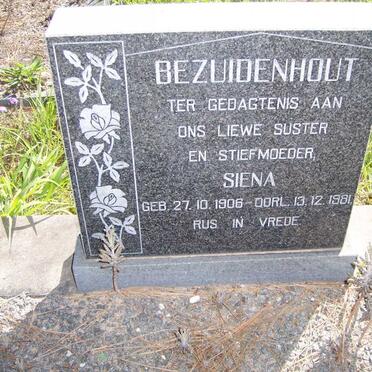 BEZUIDENHOUT
TER GEDAGTENIS AAN
ONS LIEWE SUSTER
EN STIEFMOEDER,
SIENA
GEB. 27. 10. 1906 - OORL. 13. 12. 1981.
RUS IN VREDE.